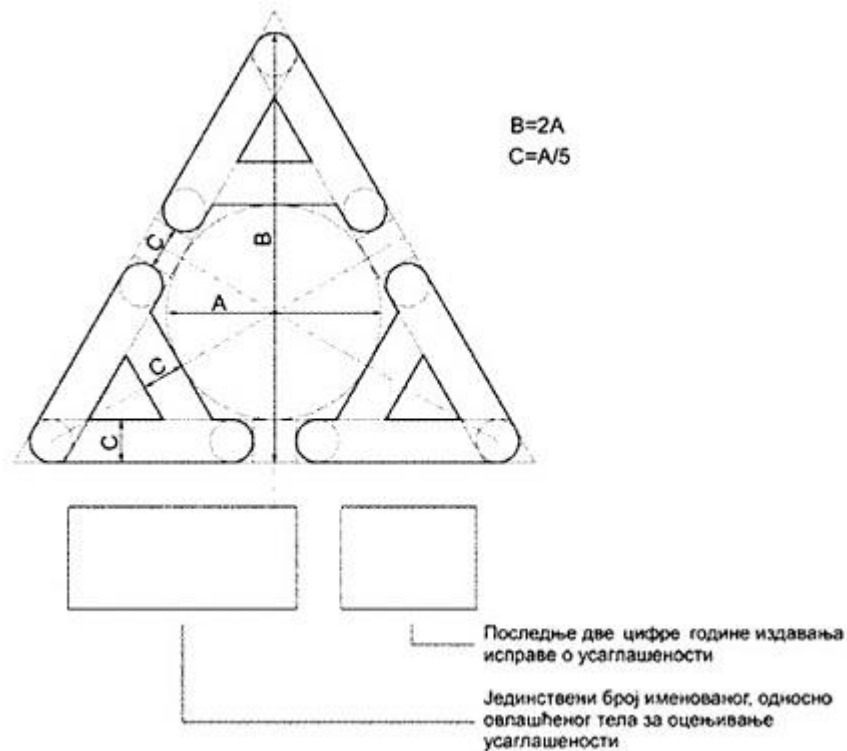 B=2A
C=A/5
C
B
A
C
C
Последње две цифре године издавања
исправе о усаглашености
Јединствени број именованог, односно
овлашћеног тела за оцењивање
усаглашености